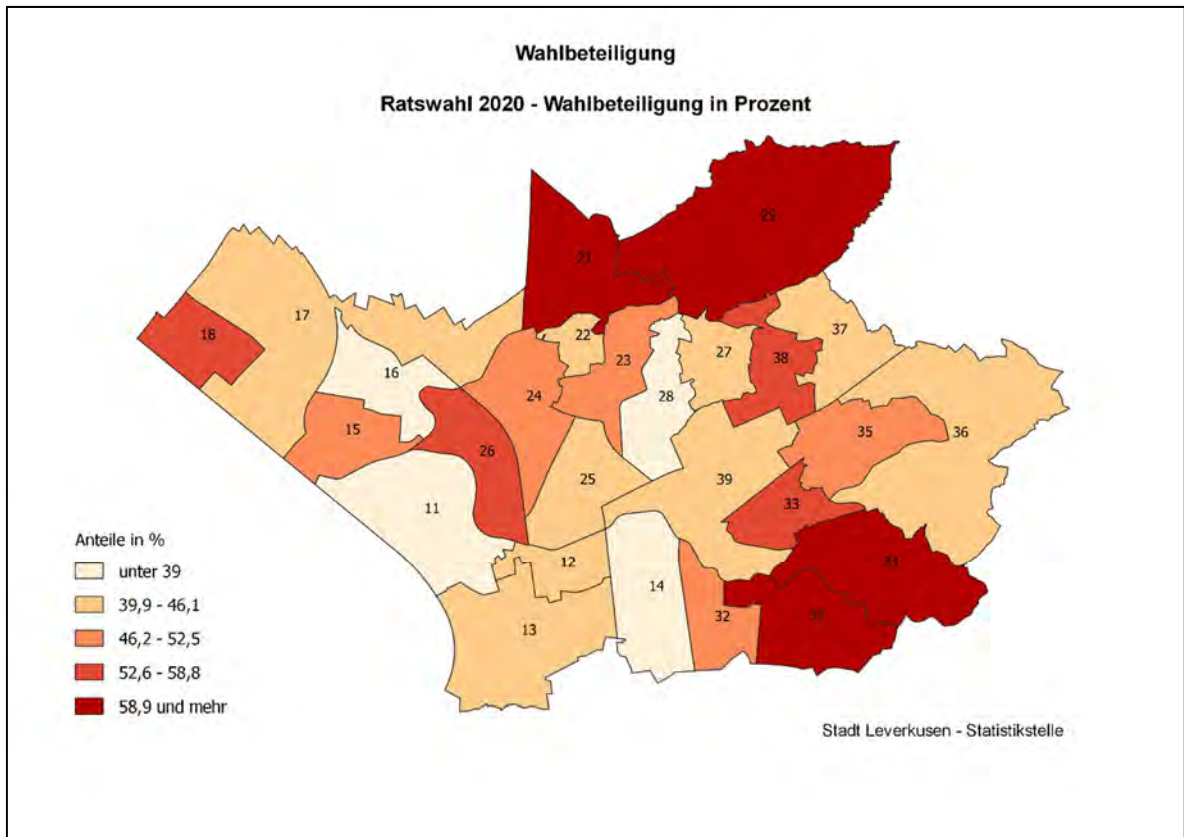 Wahlbeteiligung
Ratswahl 2020 - Wahlbeteiligung in Prozent
29
21
17
18
22
23
27
37
38
16
24
28
15
26
35
36
25
39
11
33
12
14
13
32
Anteile in %
unter 39
39,9 - 46,1
46,2 - 52,5
52,6 - 58,8
58,9 und mehr
Stadt Leverkusen - Statistikstelle